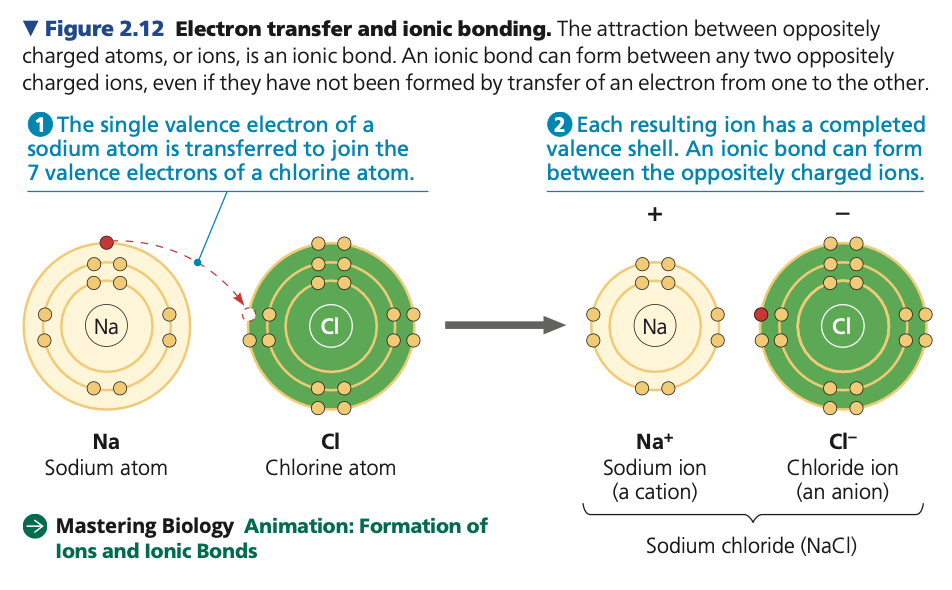 ▼ Figure 2.12 Electron transfer and ionic bonding. The attraction between oppositely
charged atoms, or ions, is an ionic bond. An ionic bond can form between any two oppositely
charged ions, even if they have not been formed by transfer of an electron from one to the other.
1 The single valence electron of a
sodium atom is transferred to join the
7 valence electrons of a chlorine atom.
2 Each resulting ion has a completed
valence shell. An ionic bond can form
between the oppositely charged ions.
+
–
Na
Cl
Na
Cl
Na
Sodium atom
Cl
Chlorine atom
Na⁺
Sodium ion
(a cation)
Cl⁻
Chloride ion
(an anion)
Sodium chloride (NaCl)
Mastering Biology Animation: Formation of
Ions and Ionic Bonds